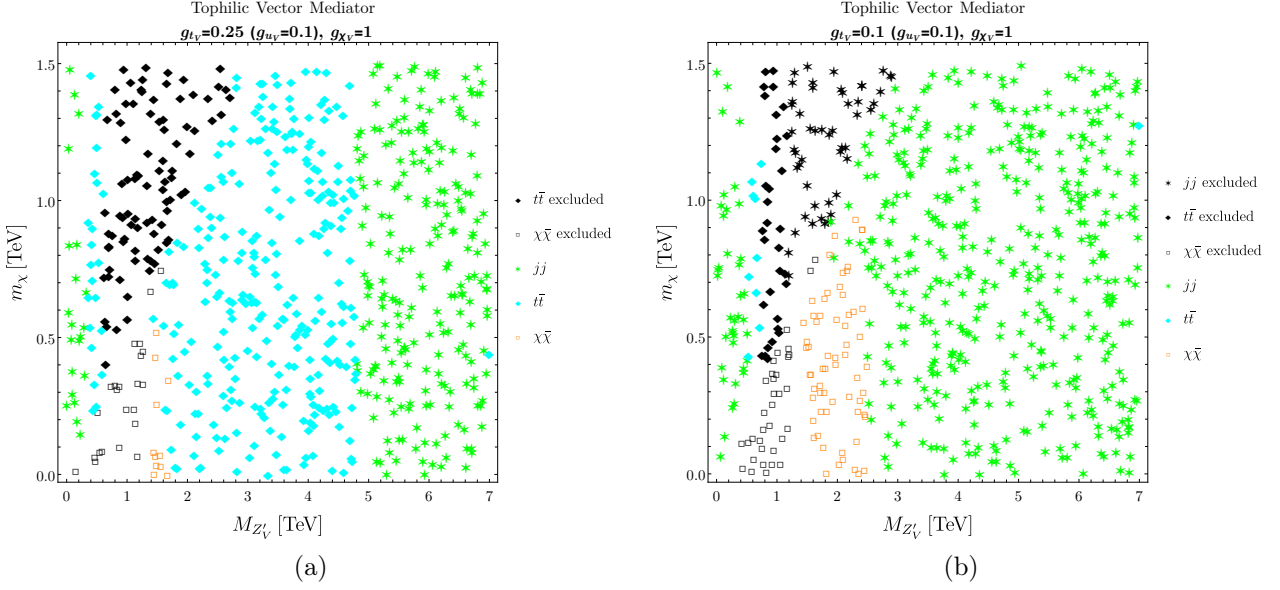 Tophilic Vector Mediator
g_{t_V}=0.25 (g_{u_V}=0.1), g_{χ_V}=1
1.5
1.0
0.5
0.0
m_χ [TeV]
0 1 2 3 4 5 6 7
M_{Z'_V} [TeV]
tt̄ excluded
χχ̄ excluded
jj
tt̄
χχ̄
(a)
Tophilic Vector Mediator
g_{t_V}=0.1 (g_{u_V}=0.1), g_{χ_V}=1
1.5
1.0
0.5
0.0
m_χ [TeV]
0 1 2 3 4 5 6 7
M_{Z'_V} [TeV]
jj excluded
tt̄ excluded
χχ̄ excluded
jj
tt̄
χχ̄
(b)